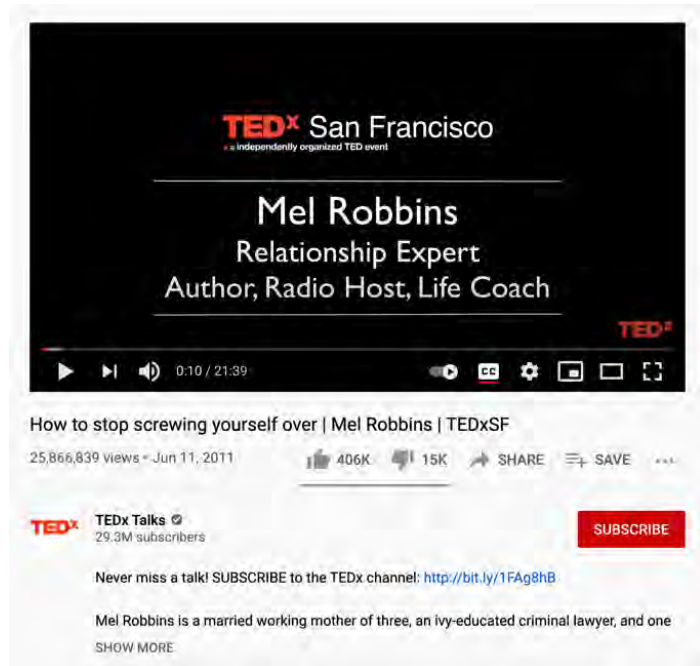 TEDx San Francisco
x = independently organized TED event
Mel Robbins
Relationship Expert
Author, Radio Host, Life Coach
TEDx
0:10 / 21:39
CC
How to stop screwing yourself over | Mel Robbins | TEDxSF
25,866,839 views • Jun 11, 2011
406K 15K SHARE SAVE ...
TEDx TEDx Talks
29.3M subscribers
SUBSCRIBE
Never miss a talk! SUBSCRIBE to the TEDx channel: http://bit.ly/1FAg8hB
Mel Robbins is a married working mother of three, an ivy-educated criminal lawyer, and one
SHOW MORE